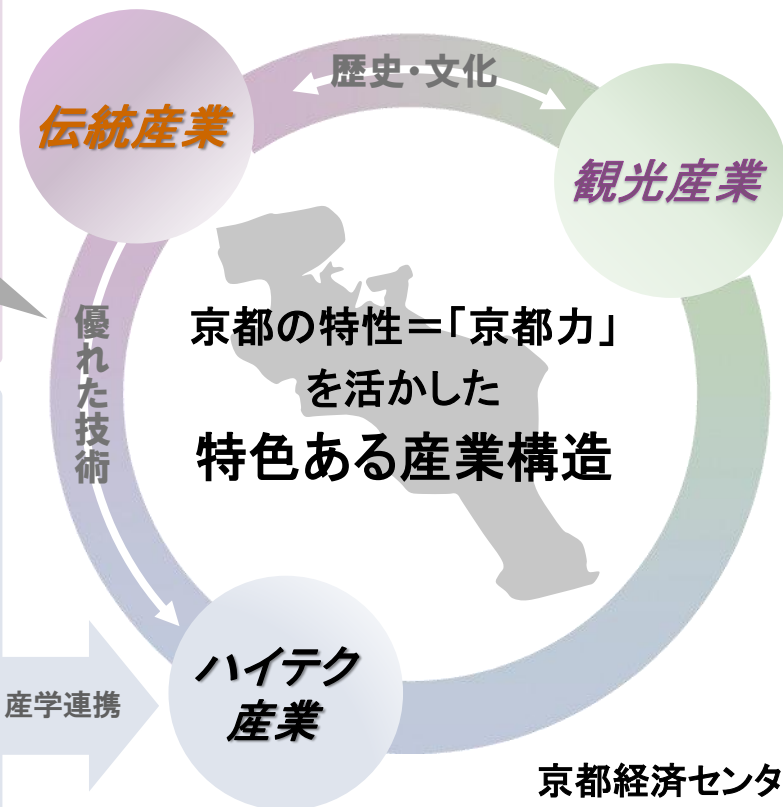 歴史・文化
伝統産業
観光産業
優れた技術
京都の特性＝「京都力」
を活かした
特色ある産業構造
ハイテク
産業
産学連携
京都経済センタ